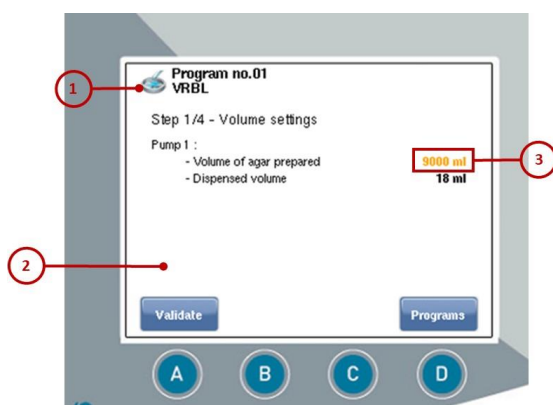 Program no.01
VRBL
1
Step 1/4 - Volume settings
Pump 1 :
- Volume of agar prepared 9000 ml
3
- Dispensed volume 18 ml
2
Validate Programs
A B C D